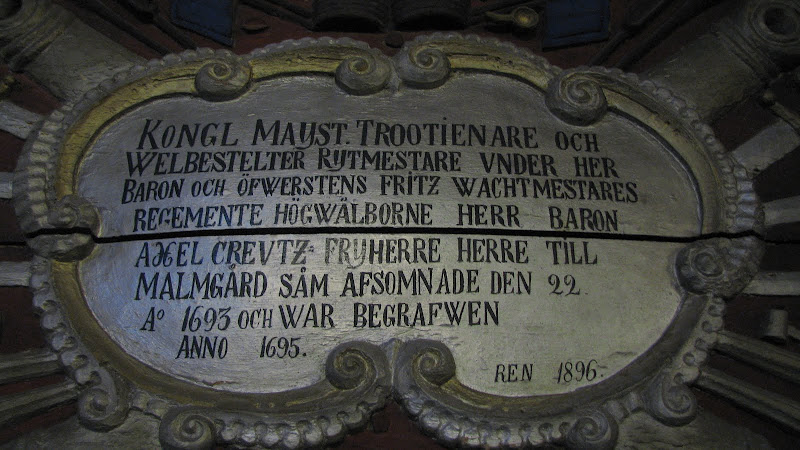 KONGL MAYST. TROOTIENARE OCH
WELBESTELTER RYTMESTARE VNDER HER
BARON OCH ÖFWERSTENS FRITZ WACHTMESTARES
REGEMENTE HÖGWÄLBORNE HERR BARON
AXEL CREVTZ FRYHERRE HERRE TILL
MALMGÅRD SÅM AFSOMNADE DEN 22
Aº 1693 OCH WAR BEGRAFWEN
ANNO 1695.
REN 1896.